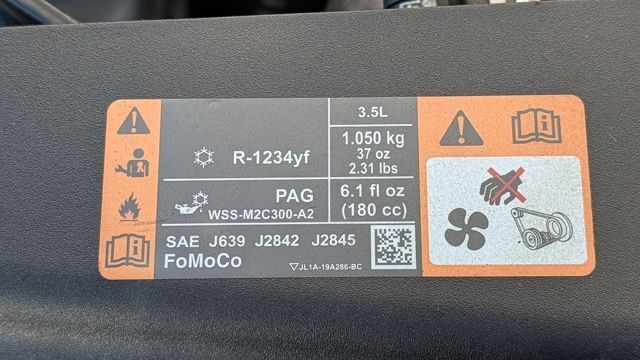 3.5L
R-1234yf
1.050 kg
37 oz
2.31 lbs
PAG
WSS-M2C300-A2
6.1 fl oz
(180 cc)
SAE J639 J2842 J2845
FoMoCo
JL1A-19A286-BC